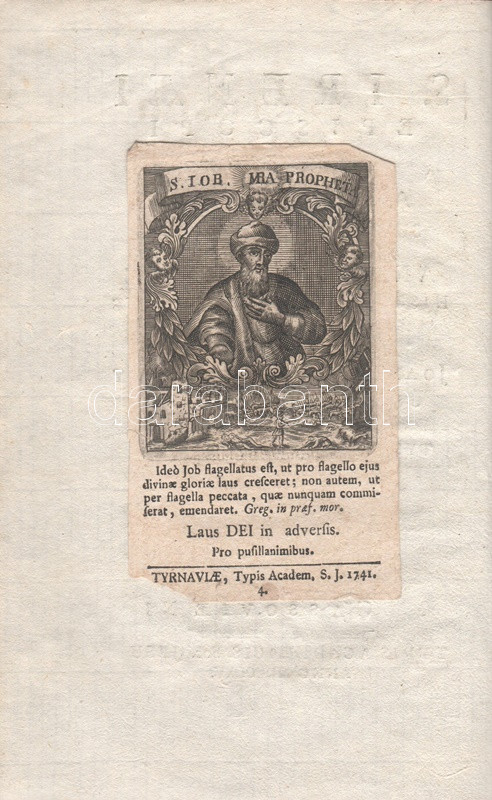 S. IOB. MIA PROPHET.
Ideò Job flagellatus eſt, ut pro flagello ejus
divinæ gloriæ laus creſceret; non autem, ut
per flagella peccata, quæ nunquam commi-
ſerat, emendaret. Greg. in præf. mor.
Laus DEI in adverſis.
Pro puſillanimibus.
TYRNAVIÆ, Typis Academ. S. J. 1741.
4.
darabanth